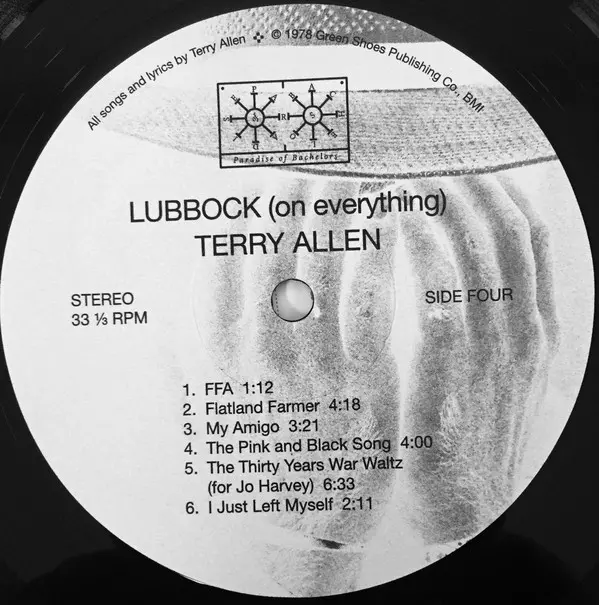 All songs and lyrics by Terry Allen ❖ © 1978 Green Shoes Publishing Co., BMI
Paradise of Bachelors
LUBBOCK (on everything)
TERRY ALLEN
STEREO
33 ⅓ RPM
SIDE FOUR
1. FFA 1:12
2. Flatland Farmer 4:18
3. My Amigo 3:21
4. The Pink and Black Song 4:00
5. The Thirty Years War Waltz
(for Jo Harvey) 6:33
6. I Just Left Myself 2:11